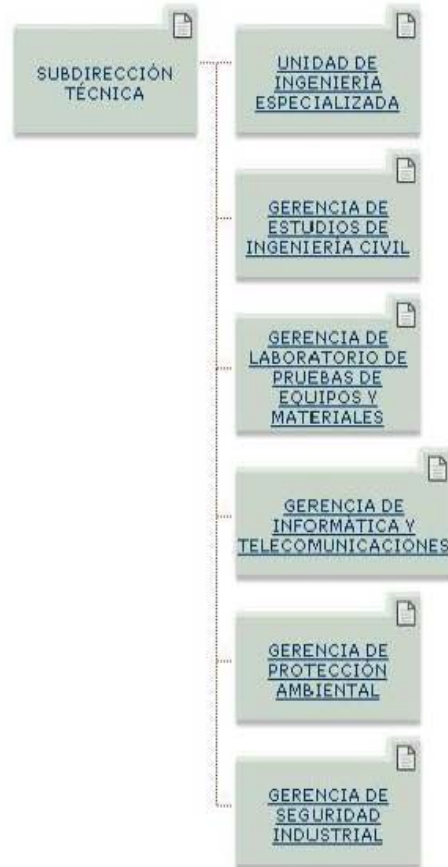 SUBDIRECCIÓN
TÉCNICA
UNIDAD DE
INGENIERÍA
ESPECIALIZADA
GERENCIA DE
ESTUDIOS DE
INGENIERÍA CIVIL
GERENCIA DE
LABORATORIO DE
PRUEBAS DE
EQUIPOS Y
MATERIALES
GERENCIA DE
INFORMÁTICA Y
TELECOMUNICACIONES
GERENCIA DE
PROTECCIÓN
AMBIENTAL
GERENCIA DE
SEGURIDAD
INDUSTRIAL